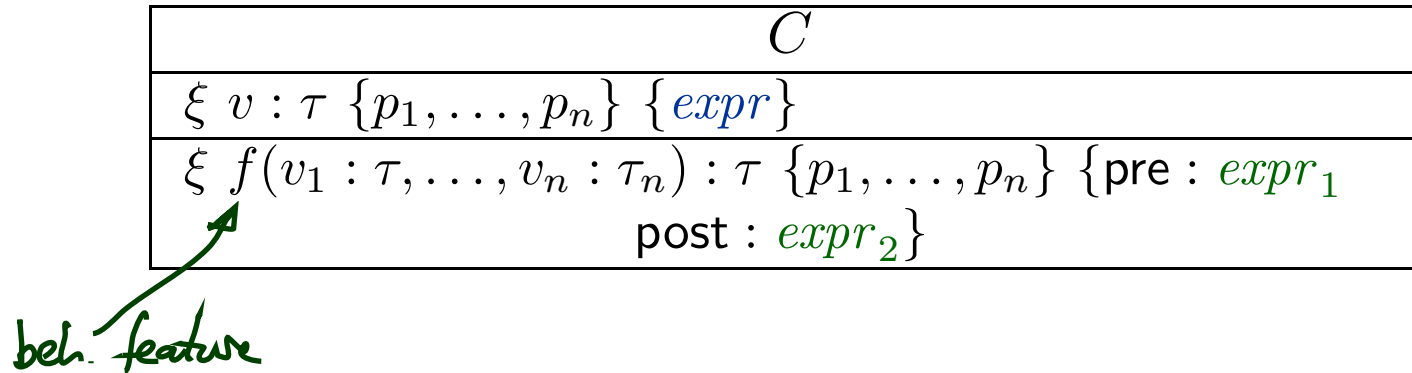 C
ξ v : τ {p₁, . . . , pₙ} {expr}
ξ f(v₁ : τ, . . . , vₙ : τₙ) : τ {p₁, . . . , pₙ} {pre : expr₁
post : expr₂}
beh. feature